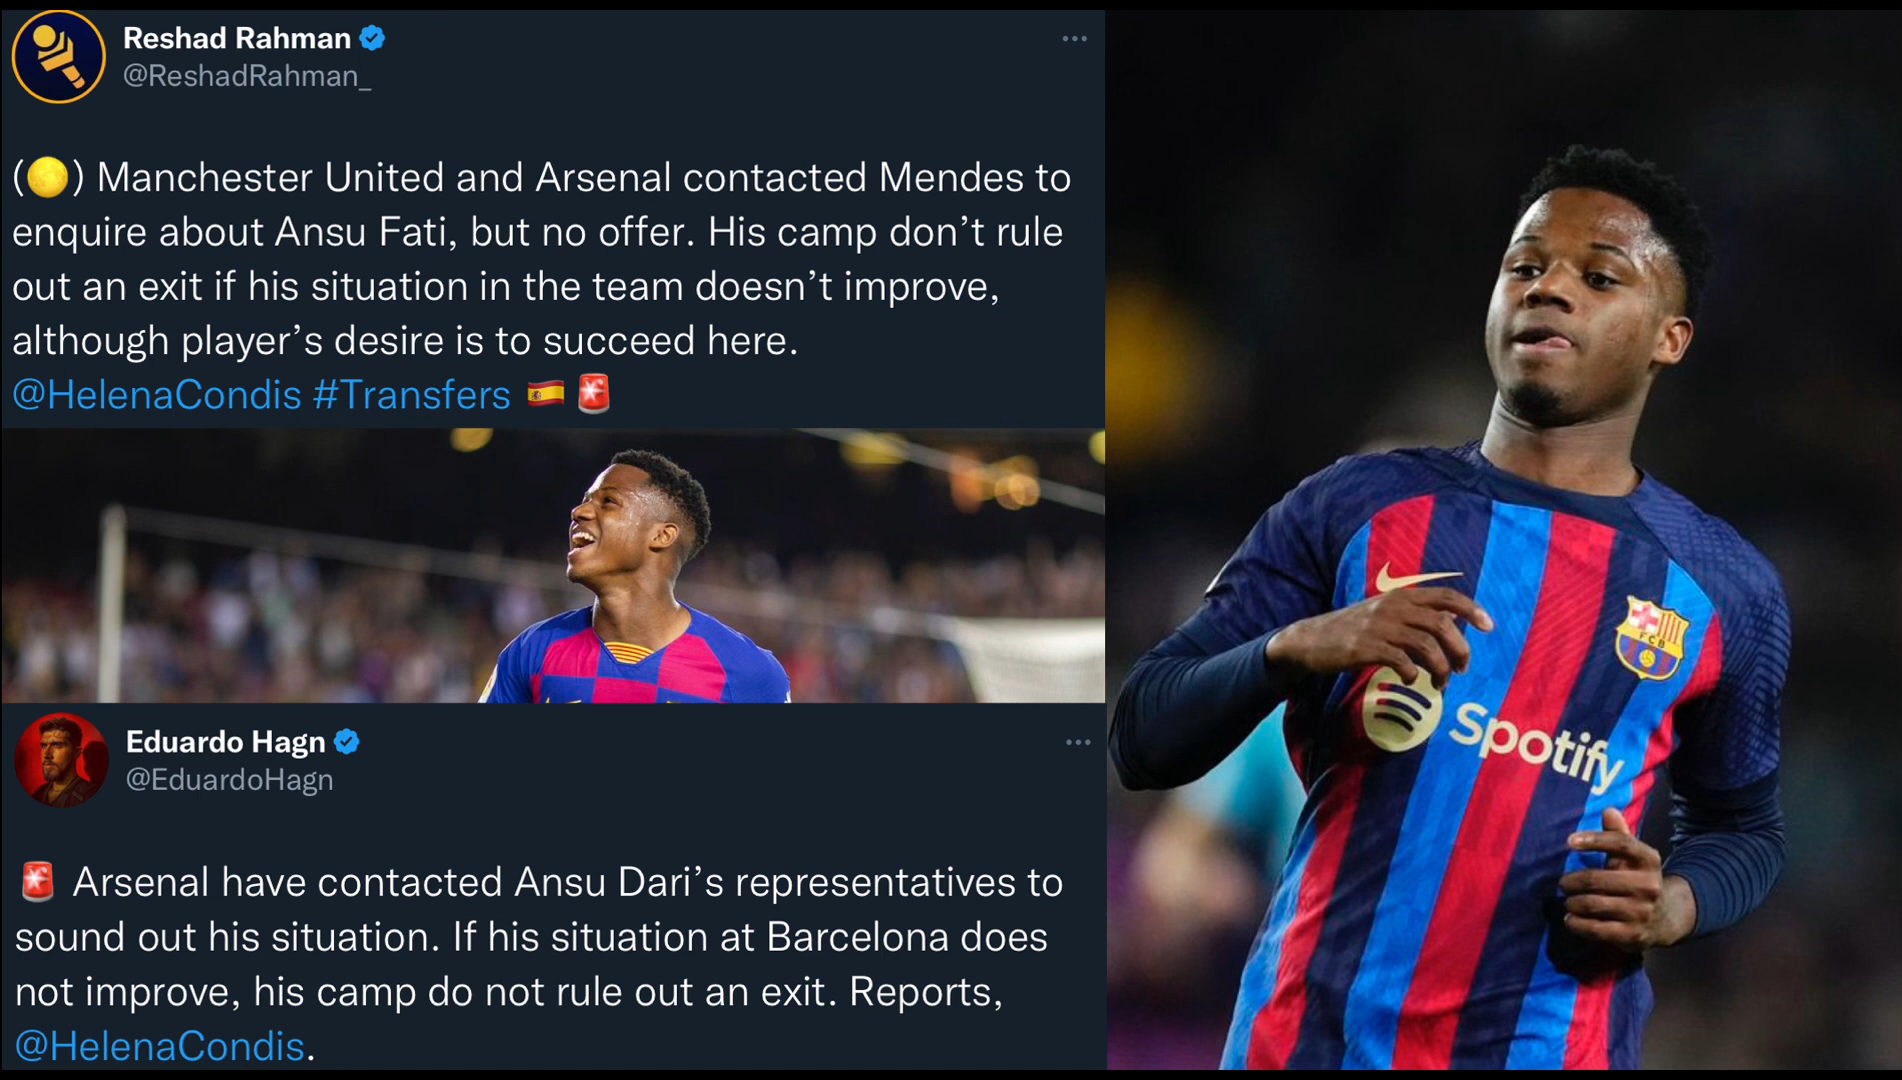 Reshad Rahman
@ReshadRahman_
(🌕) Manchester United and Arsenal contacted Mendes to
enquire about Ansu Fati, but no offer. His camp don’t rule
out an exit if his situation in the team doesn’t improve,
although player’s desire is to succeed here.
@HelenaCondis #Transfers 🇪🇸 🚨
Eduardo Hagn
@EduardoHagn
🚨 Arsenal have contacted Ansu Dari’s representatives to
sound out his situation. If his situation at Barcelona does
not improve, his camp do not rule out an exit. Reports,
@HelenaCondis.
FCB
Spotify